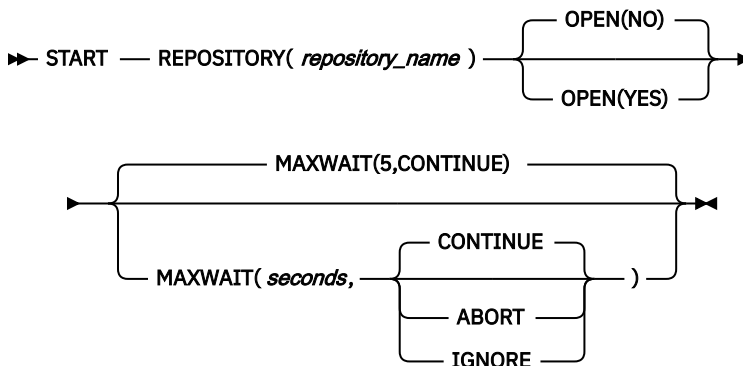 OPEN(NO)
START REPOSITORY( repository_name )
OPEN(YES)
MAXWAIT(5,CONTINUE)
CONTINUE
MAXWAIT( seconds, )
ABORT
IGNORE